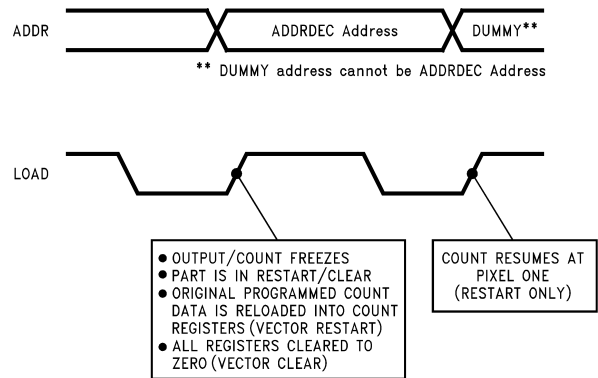 ADDR
ADDRDEC Address
DUMMY**
** DUMMY address cannot be ADDRDEC Address
LOAD
● OUTPUT/COUNT FREEZES
● PART IS IN RESTART/CLEAR
● ORIGINAL PROGRAMMED COUNT
DATA IS RELOADED INTO COUNT
REGISTERS (VECTOR RESTART)
● ALL REGISTERS CLEARED TO
ZERO (VECTOR CLEAR)
COUNT RESUMES AT
PIXEL ONE
(RESTART ONLY)